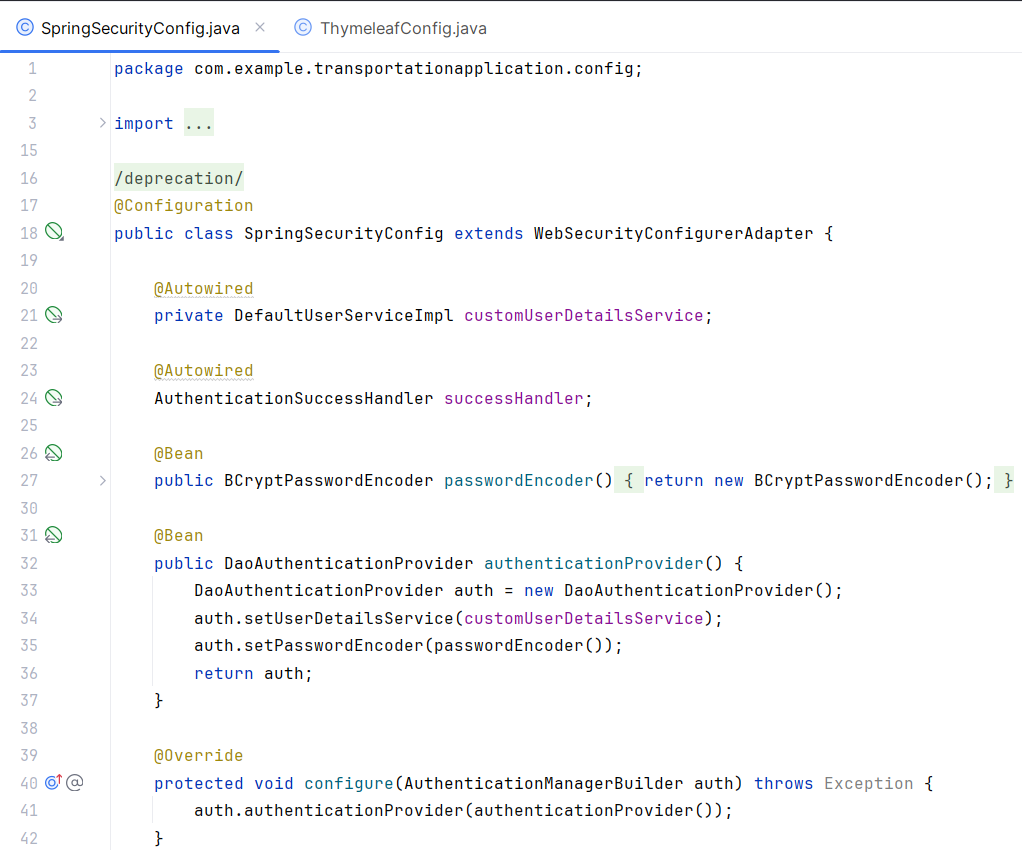 SpringSecurityConfig.java × ThymeleafConfig.java
1 package com.example.transportationapplication.config;
2
3 import ...
15
16 /deprecation/
17 @Configuration
18 public class SpringSecurityConfig extends WebSecurityConfigurerAdapter {
19
20 @Autowired
21 private DefaultUserServiceImpl customUserDetailsService;
22
23 @Autowired
24 AuthenticationSuccessHandler successHandler;
25
26 @Bean
27 public BCryptPasswordEncoder passwordEncoder() { return new BCryptPasswordEncoder(); }
30
31 @Bean
32 public DaoAuthenticationProvider authenticationProvider() {
33 DaoAuthenticationProvider auth = new DaoAuthenticationProvider();
34 auth.setUserDetailsService(customUserDetailsService);
35 auth.setPasswordEncoder(passwordEncoder());
36 return auth;
37 }
38
39 @Override
40 protected void configure(AuthenticationManagerBuilder auth) throws Exception {
41 auth.authenticationProvider(authenticationProvider());
42 }